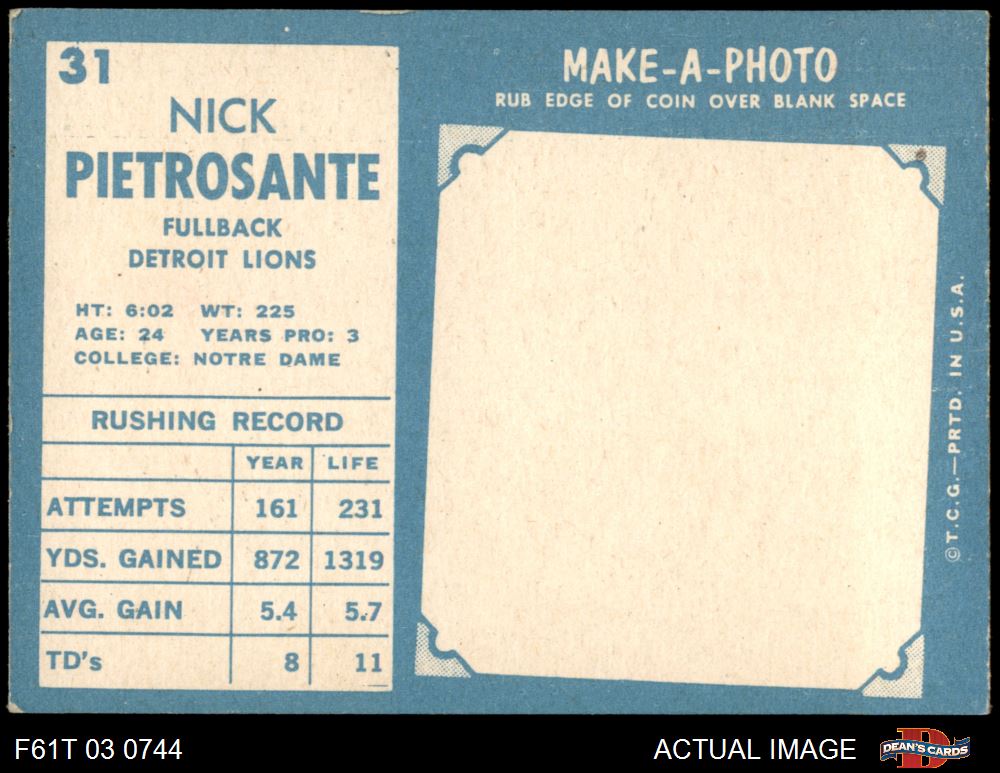 31
NICK
PIETROSANTE
FULLBACK
DETROIT LIONS
HT: 6:02 WT: 225
AGE: 24 YEARS PRO: 3
COLLEGE: NOTRE DAME
RUSHING RECORD
YEAR LIFE
ATTEMPTS 161 231
YDS. GAINED 872 1319
AVG. GAIN 5.4 5.7
TD's 8 11
MAKE-A-PHOTO
RUB EDGE OF COIN OVER BLANK SPACE
©T.C.G.—PRTD. IN U.S.A.
F61T 03 0744
ACTUAL IMAGE
D
DEAN'S CARDS